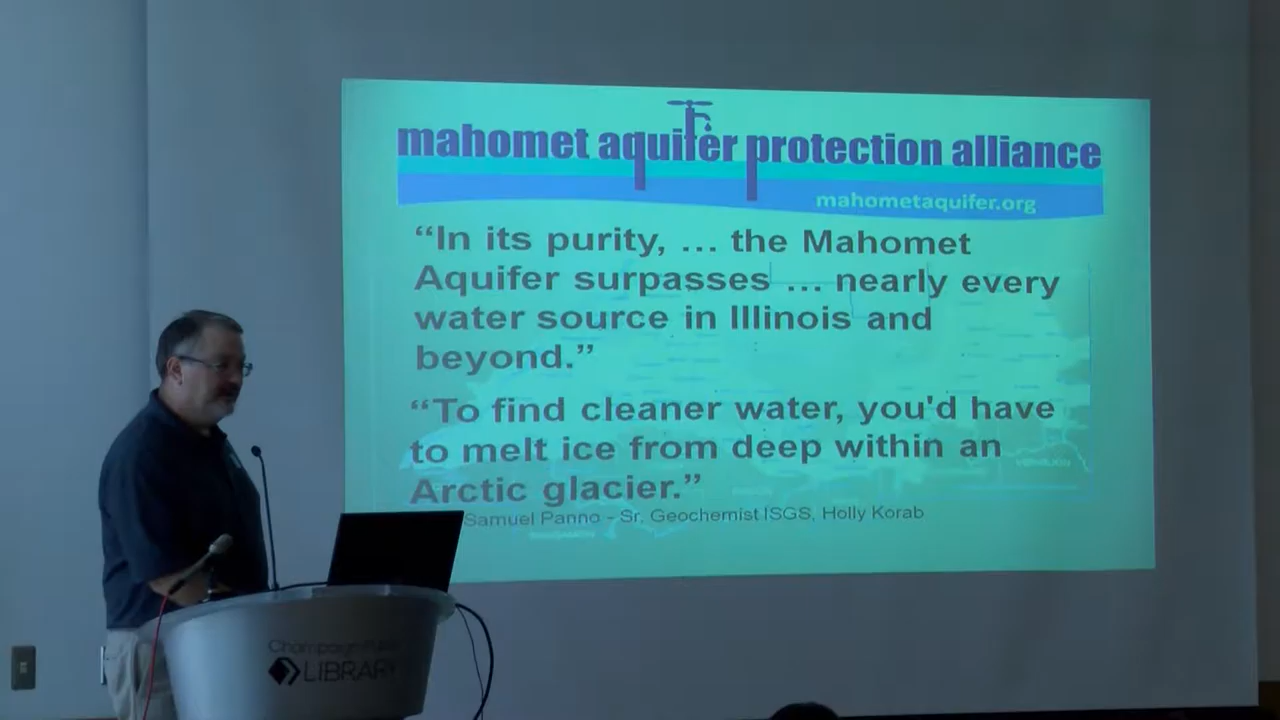 mahomet aquifer protection alliance
mahometaquifer.org
“In its purity, … the Mahomet
Aquifer surpasses … nearly every
water source in Illinois and
beyond.”
“To find cleaner water, you'd have
to melt ice from deep within an
Arctic glacier.”
Samuel Panno - Sr. Geochemist ISGS, Holly Korab
Champaign Public
LIBRARY